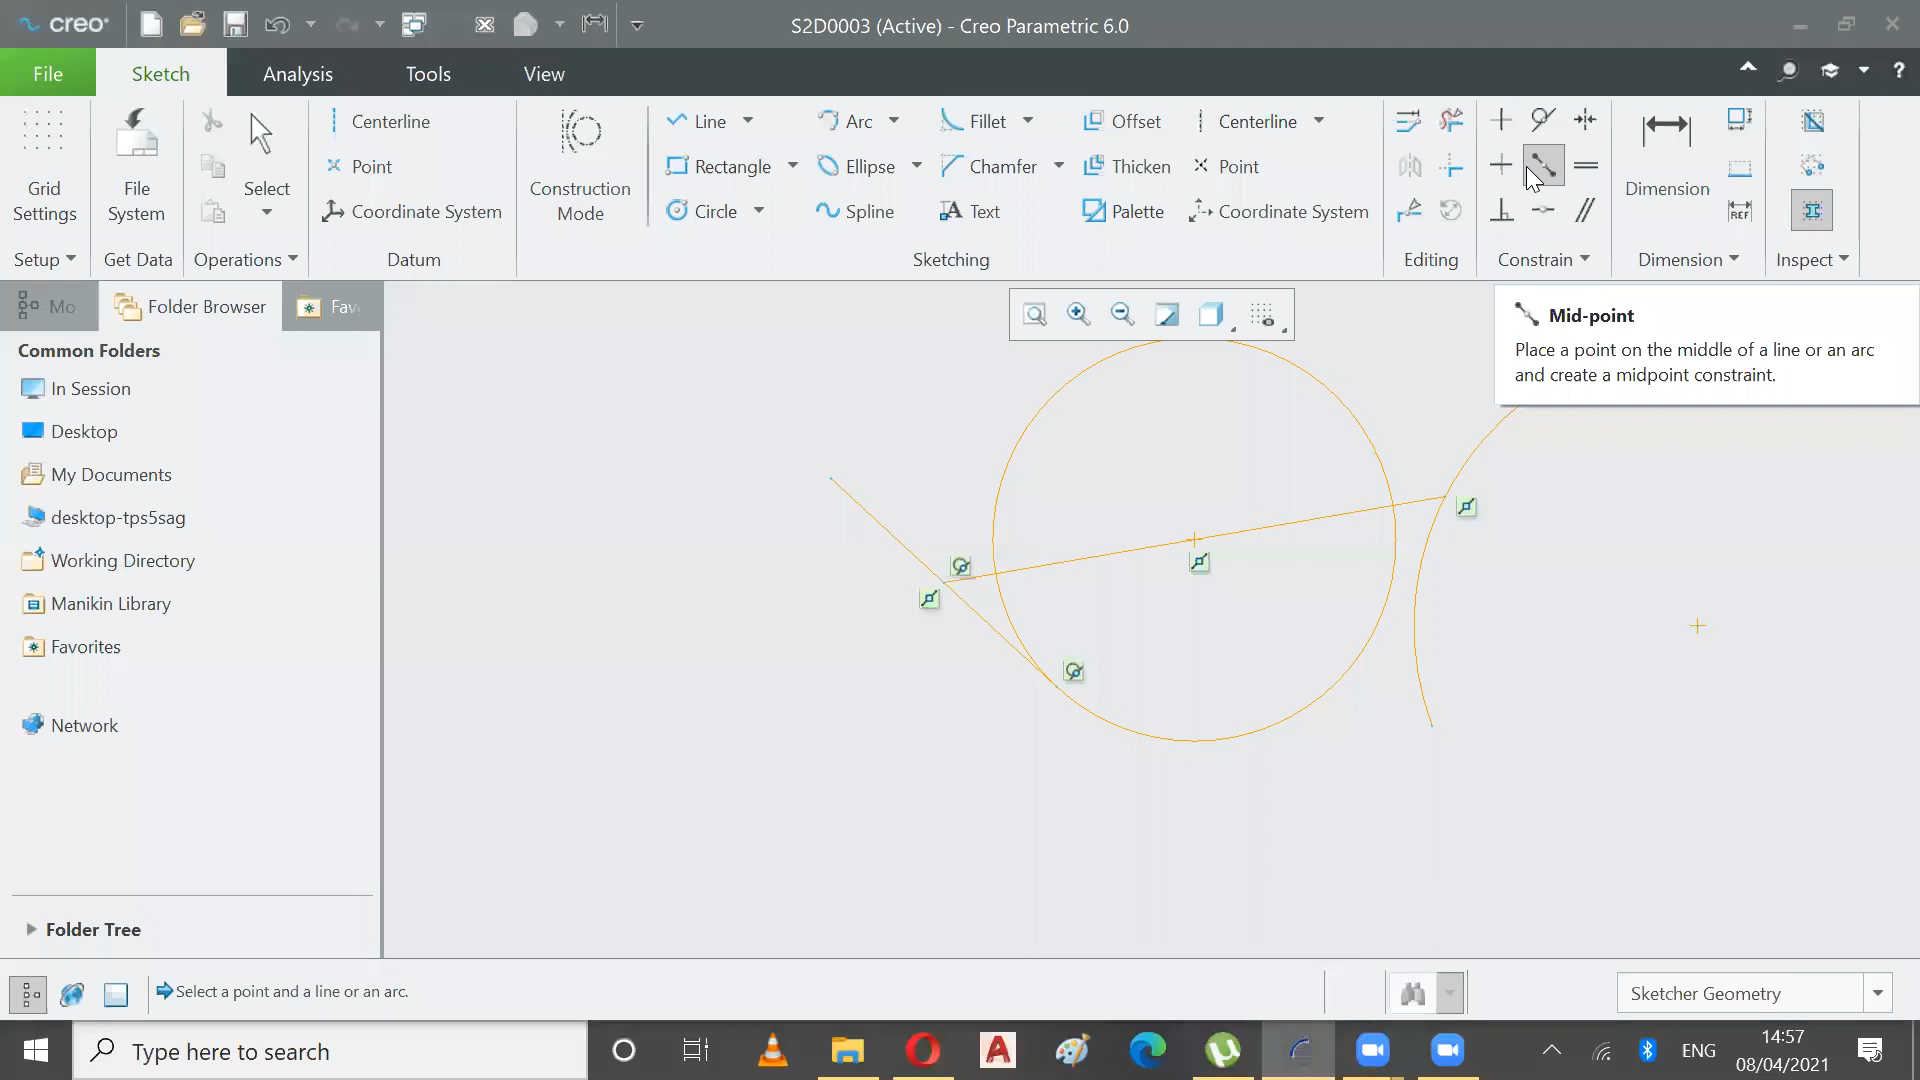 creo®
S2D0003 (Active) - Creo Parametric 6.0
File
Sketch
Analysis
Tools
View
?
Grid
Settings
File
System
Select
Centerline
Point
Coordinate System
Construction
Mode
Line
Arc
Fillet
Offset
Centerline
Rectangle
Ellipse
Chamfer
Thicken
Point
Circle
Spline
Text
Palette
Coordinate System
Dimension
REF
Setup
Get Data
Operations
Datum
Sketching
Editing
Constrain
Dimension
Inspect
Mo
Folder Browser
Fav
Mid-point
Place a point on the middle of a line or an arc
and create a midpoint constraint.
Common Folders
In Session
Desktop
My Documents
desktop-tps5sag
Working Directory
Manikin Library
Favorites
Network
Folder Tree
Select a point and a line or an arc.
Sketcher Geometry
Type here to search
ENG
14:57
08/04/2021